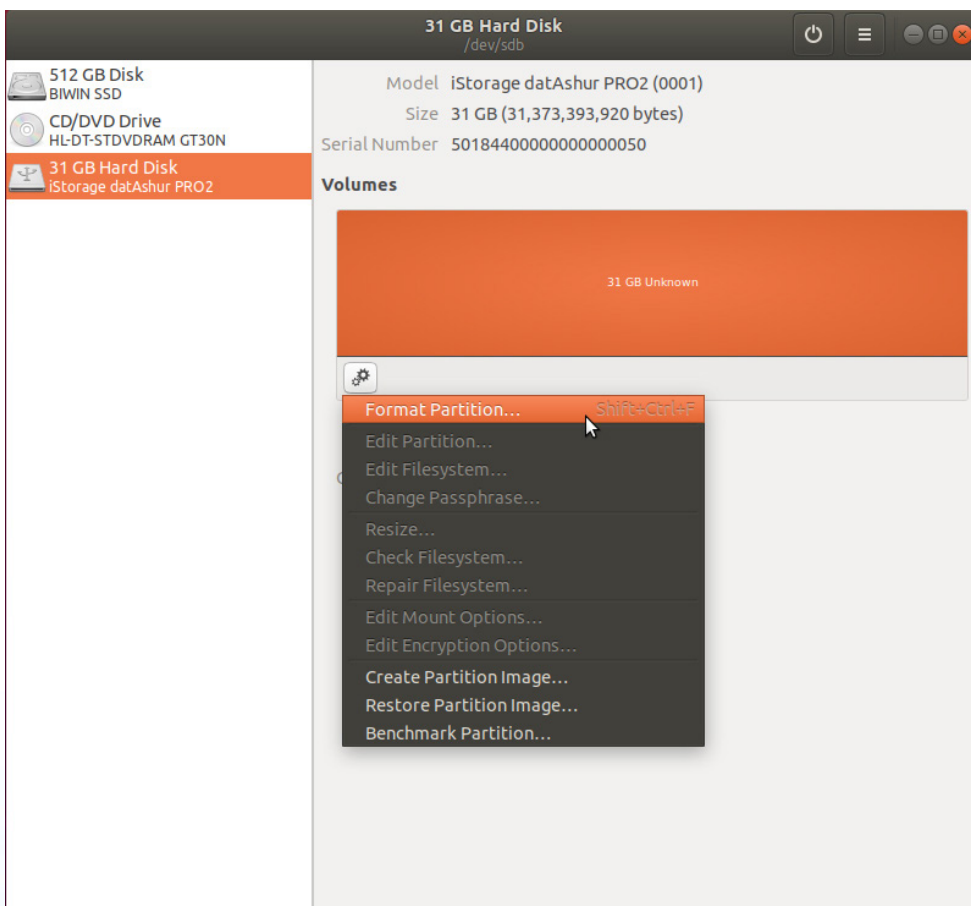 31 GB Hard Disk
/dev/sdb
512 GB Disk
BIWIN SSD
CD/DVD Drive
HL-DT-STDVDRAM GT30N
31 GB Hard Disk
iStorage datAshur PRO2
Model iStorage datAshur PRO2 (0001)
Size 31 GB (31,373,393,920 bytes)
Serial Number 50184400000000000050
Volumes
31 GB Unknown
Format Partition... Shift+Ctrl+F
Edit Partition...
Edit Filesystem...
Change Passphrase...
Resize...
Check Filesystem...
Repair Filesystem...
Edit Mount Options...
Edit Encryption Options...
Create Partition Image...
Restore Partition Image...
Benchmark Partition...